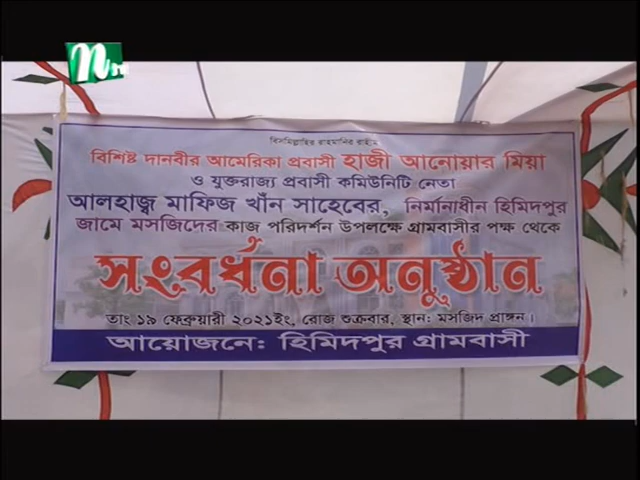 ntv
বিসমিল্লাহির রাহমানির রাহীম
বিশিষ্ট দানবীর আমেরিকা প্রবাসী হাজী আনোয়ার মিয়া
ও যুক্তরাজ্য প্রবাসী কমিউনিটি নেতা
আলহাজ্ব মাফিজ খাঁন সাহেবের, নির্মানাধীন হিমিদপুর
জামে মসজিদের কাজ পরিদর্শন উপলক্ষে গ্রামবাসীর পক্ষ থেকে
সংবর্ধনা অনুষ্ঠান
তাং ১৯ ফেব্রুয়ারী ২০২১ইং, রোজ শুক্রবার, স্থান: মসজিদ প্রাঙ্গন।
আয়োজনে: হিমিদপুর গ্রামবাসী